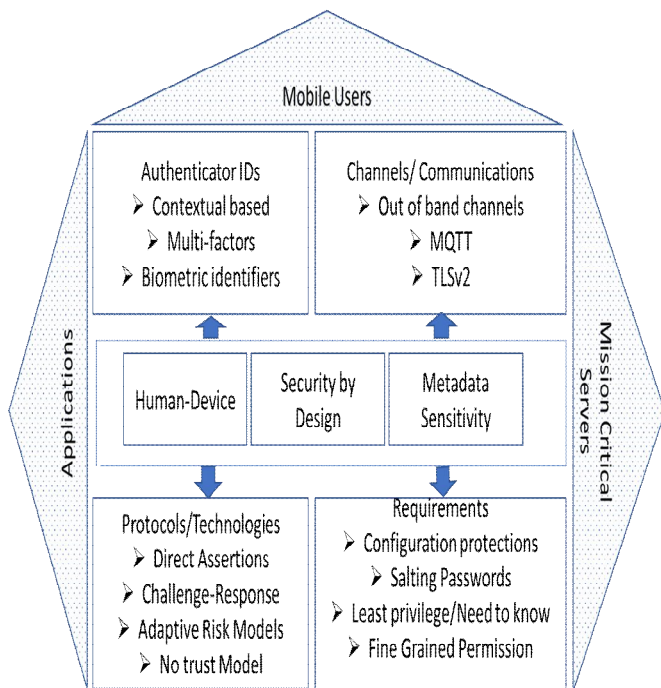 Mobile Users
Authenticator IDs
➢ Contextual based
➢ Multi-factors
➢ Biometric identifiers
Channels/ Communications
➢ Out of band channels
➢ MQTT
➢ TLSv2
Applications
Human-Device
Security by
Design
Metadata
Sensitivity
Mission Critical
Servers
Protocols/Technologies
➢ Direct Assertions
➢ Challenge-Response
➢ Adaptive Risk Models
➢ No trust Model
Requirements
➢ Configuration protections
➢ Salting Passwords
➢ Least privilege/Need to know
➢ Fine Grained Permission